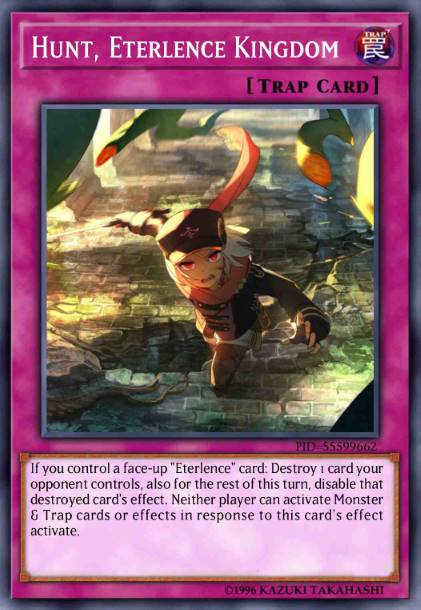 Hunt, Eterlence Kingdom
TRAP
罠
[Trap Card]
PID-55599662
If you control a face-up "Eterlence" card: Destroy 1 card your
opponent controls, also for the rest of this turn, disable that
destroyed card's effect. Neither player can activate Monster
& Trap cards or effects in response to this card's effect
activate.
©1996 KAZUKI TAKAHASHI